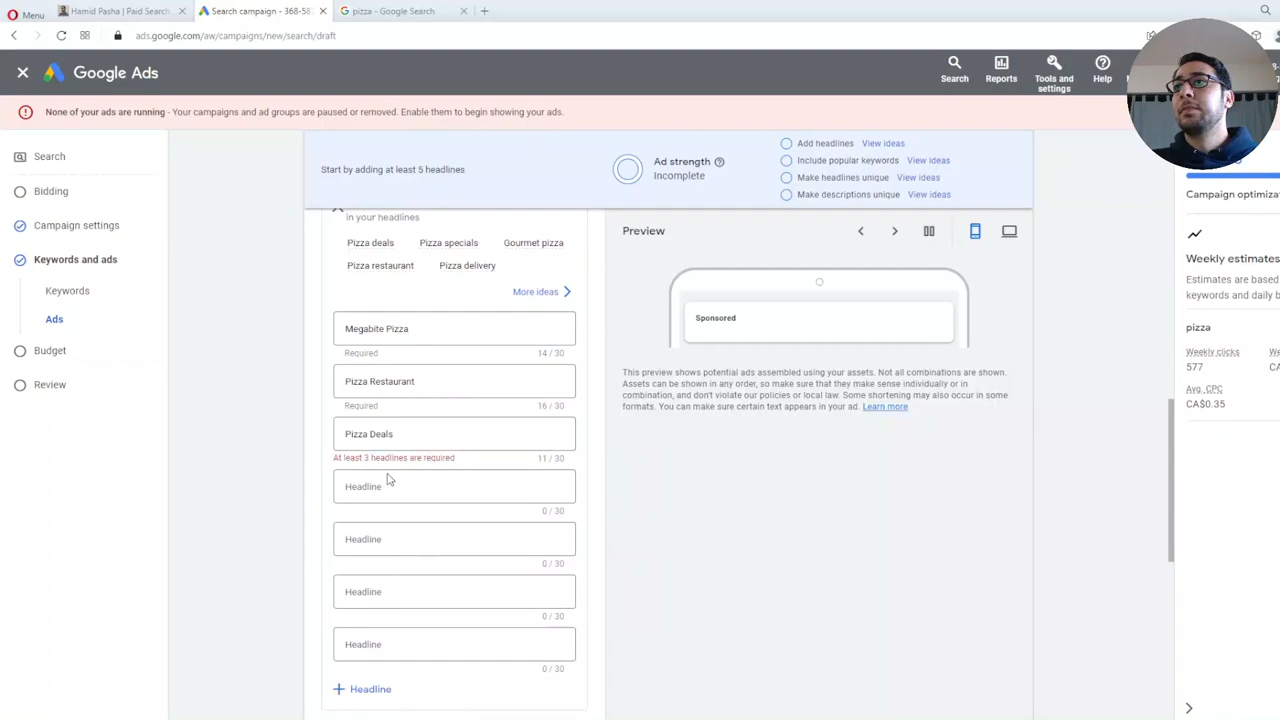 Menu
Hamid Pasha | Paid Search
Search campaign - 368-58
pizza - Google Search
ads.google.com/aw/campaigns/new/search/draft
Google Ads
Search
Reports
Tools and
settings
Help
None of your ads are running - Your campaigns and ad groups are paused or removed. Enable them to begin showing your ads.
Search
Bidding
Campaign settings
Keywords and ads
Keywords
Ads
Budget
Review
Start by adding at least 5 headlines
Ad strength
Incomplete
Add headlines View ideas
Include popular keywords View ideas
Make headlines unique View ideas
Make descriptions unique View ideas
in your headlines
Pizza deals Pizza specials Gourmet pizza
Pizza restaurant Pizza delivery
More ideas
Megabite Pizza
Required 14 / 30
Pizza Restaurant
Required 16 / 30
Pizza Deals
At least 3 headlines are required 11 / 30
Headline
0 / 30
Headline
0 / 30
Headline
0 / 30
Headline
0 / 30
+ Headline
Preview
Sponsored
This preview shows potential ads assembled using your assets. Not all combinations are shown.
Assets can be shown in any order, so make sure that they make sense individually or in
combination, and don't violate our policies or local law. Some shortening may also occur in some
formats. You can make sure certain text appears in your ad. Learn more
Campaign optimiza
Weekly estimates
Estimates are based
keywords and daily b
pizza
Weekly clicks
577
CA
Avg. CPC
CA$0.35